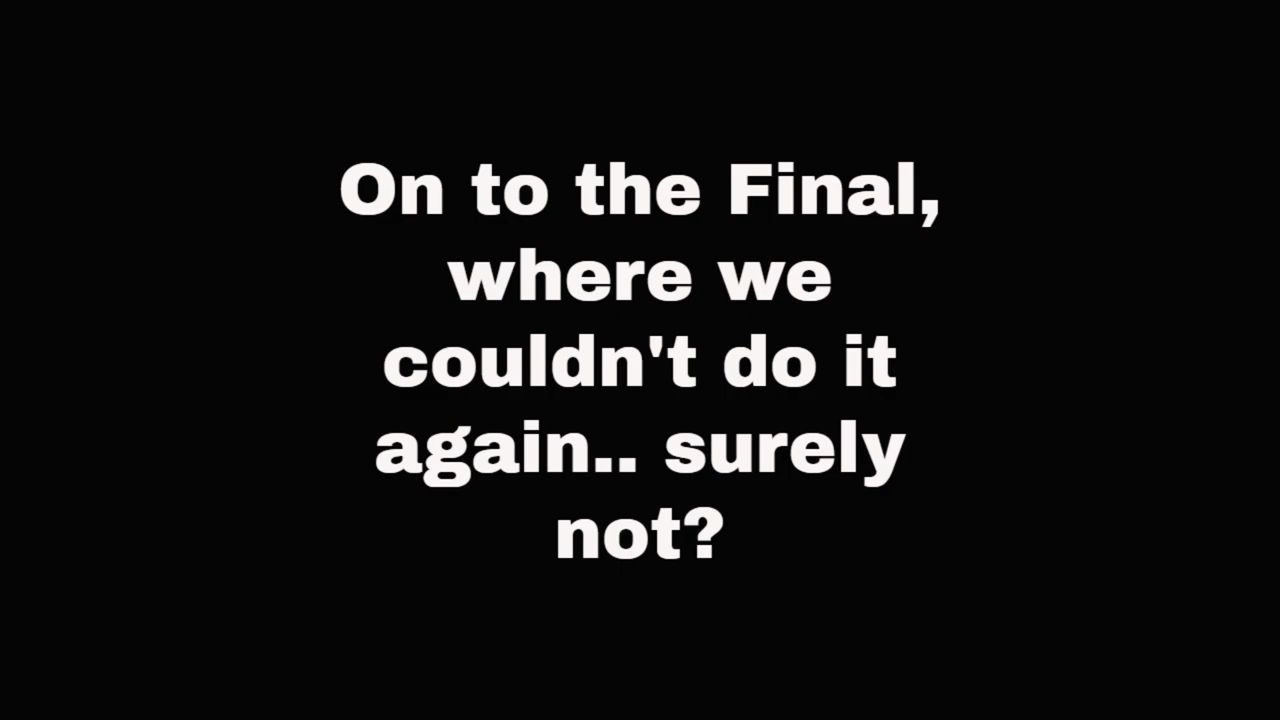 On to the Final,
where we
couldn't do it
again.. surely
not?